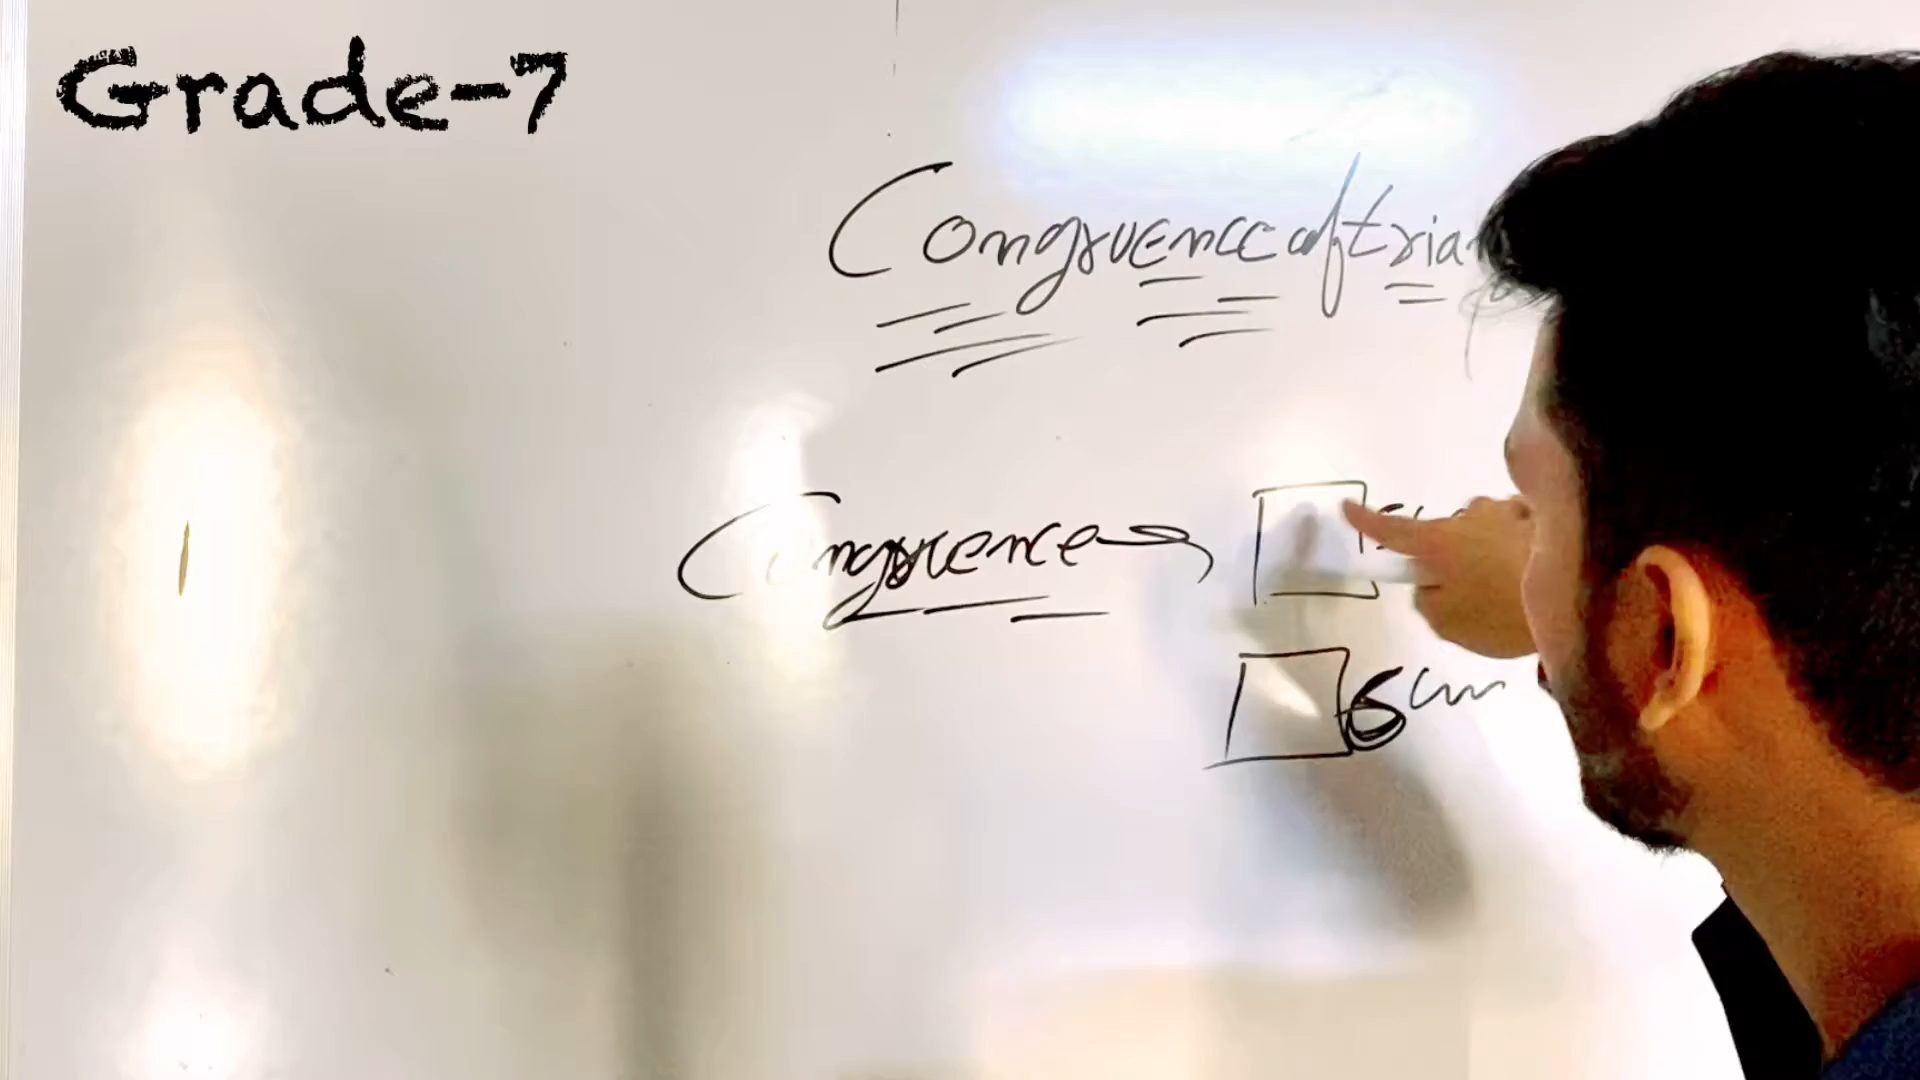 Grade-7
Congruence of tria
Congruence →
6cm